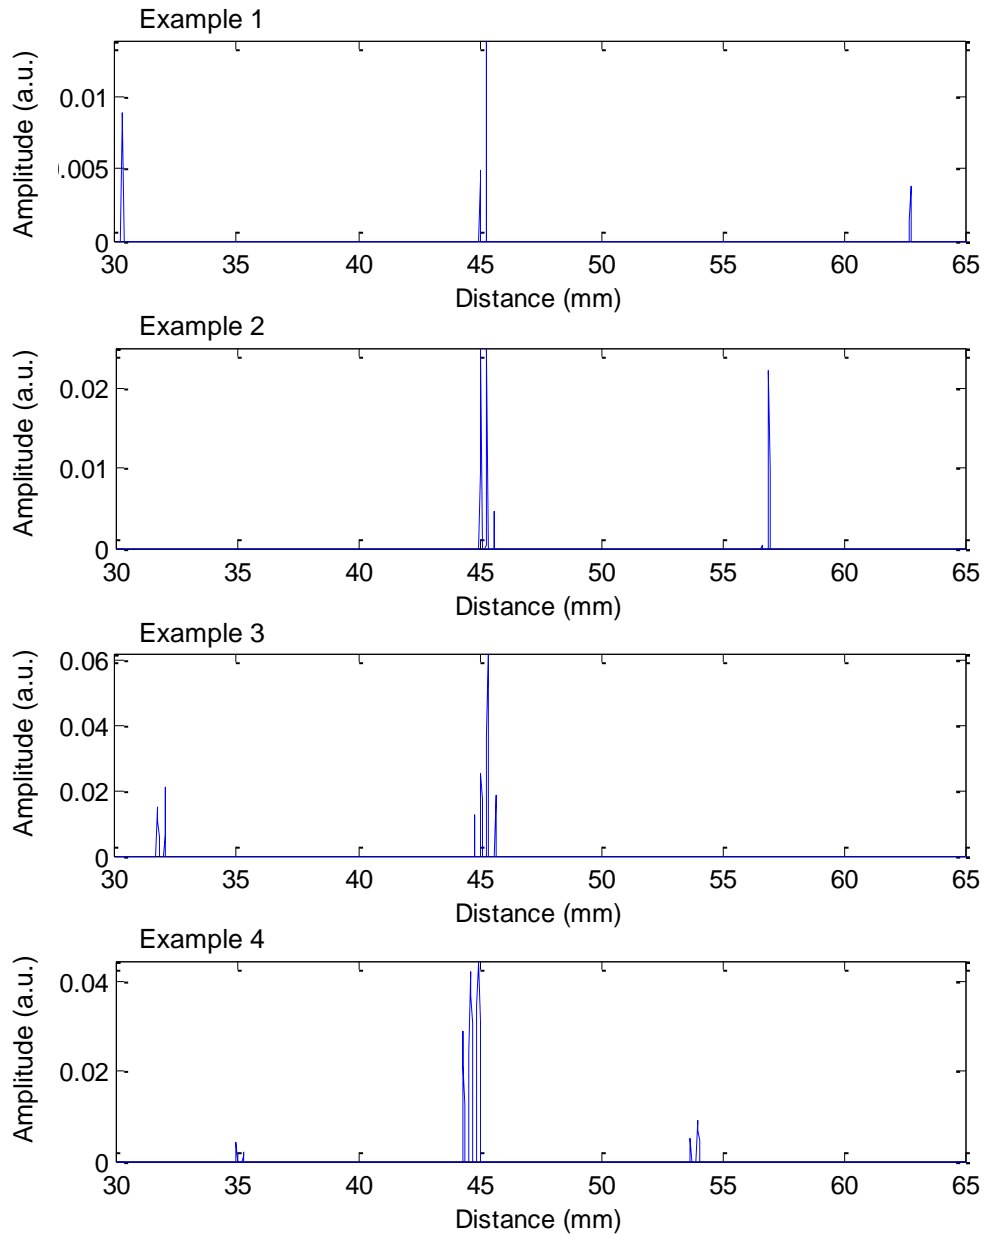 Example 1
Amplitude (a.u.)
0.01
.005
0
30 35 40 45 50 55 60 65
Distance (mm)
Example 2
Amplitude (a.u.)
0.02
0.01
0
30 35 40 45 50 55 60 65
Distance (mm)
Example 3
Amplitude (a.u.)
0.06
0.04
0.02
0
30 35 40 45 50 55 60 65
Distance (mm)
Example 4
Amplitude (a.u.)
0.04
0.02
0
30 35 40 45 50 55 60 65
Distance (mm)